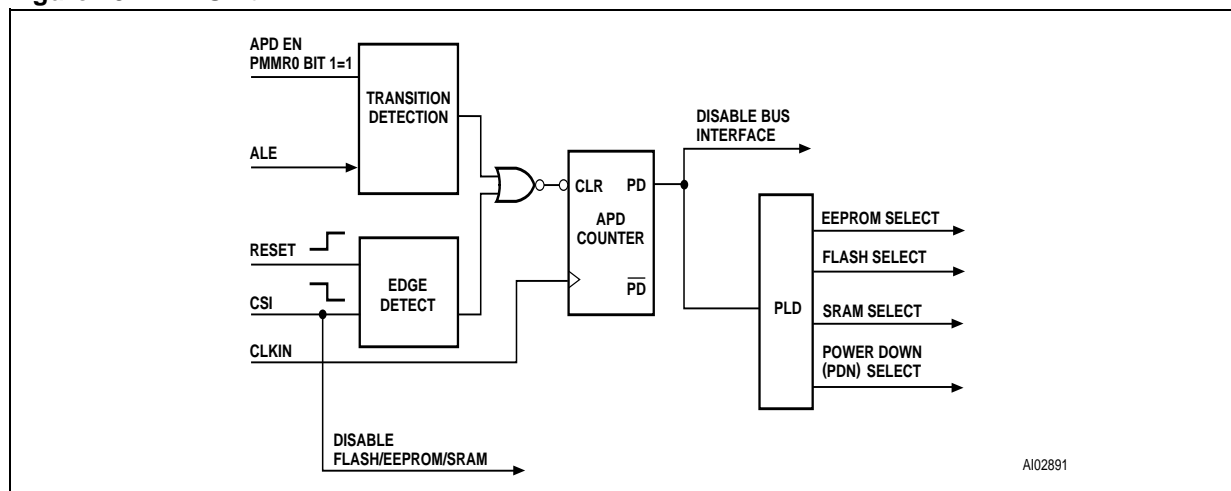 APD EN
PMMR0 BIT 1=1
TRANSITION
DETECTION
ALE
RESET
CSI
EDGE
DETECT
CLKIN
CLR PD
APD
COUNTER
PD
DISABLE BUS
INTERFACE
PLD
EEPROM SELECT
FLASH SELECT
SRAM SELECT
POWER DOWN
(PDN) SELECT
DISABLE
FLASH/EEPROM/SRAM
AI02891